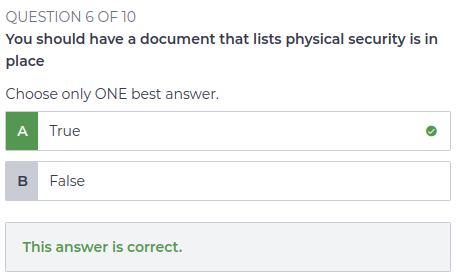 QUESTION 6 OF 10
You should have a document that lists physical security is in
place
Choose only ONE best answer.
A True
B False
This answer is correct.